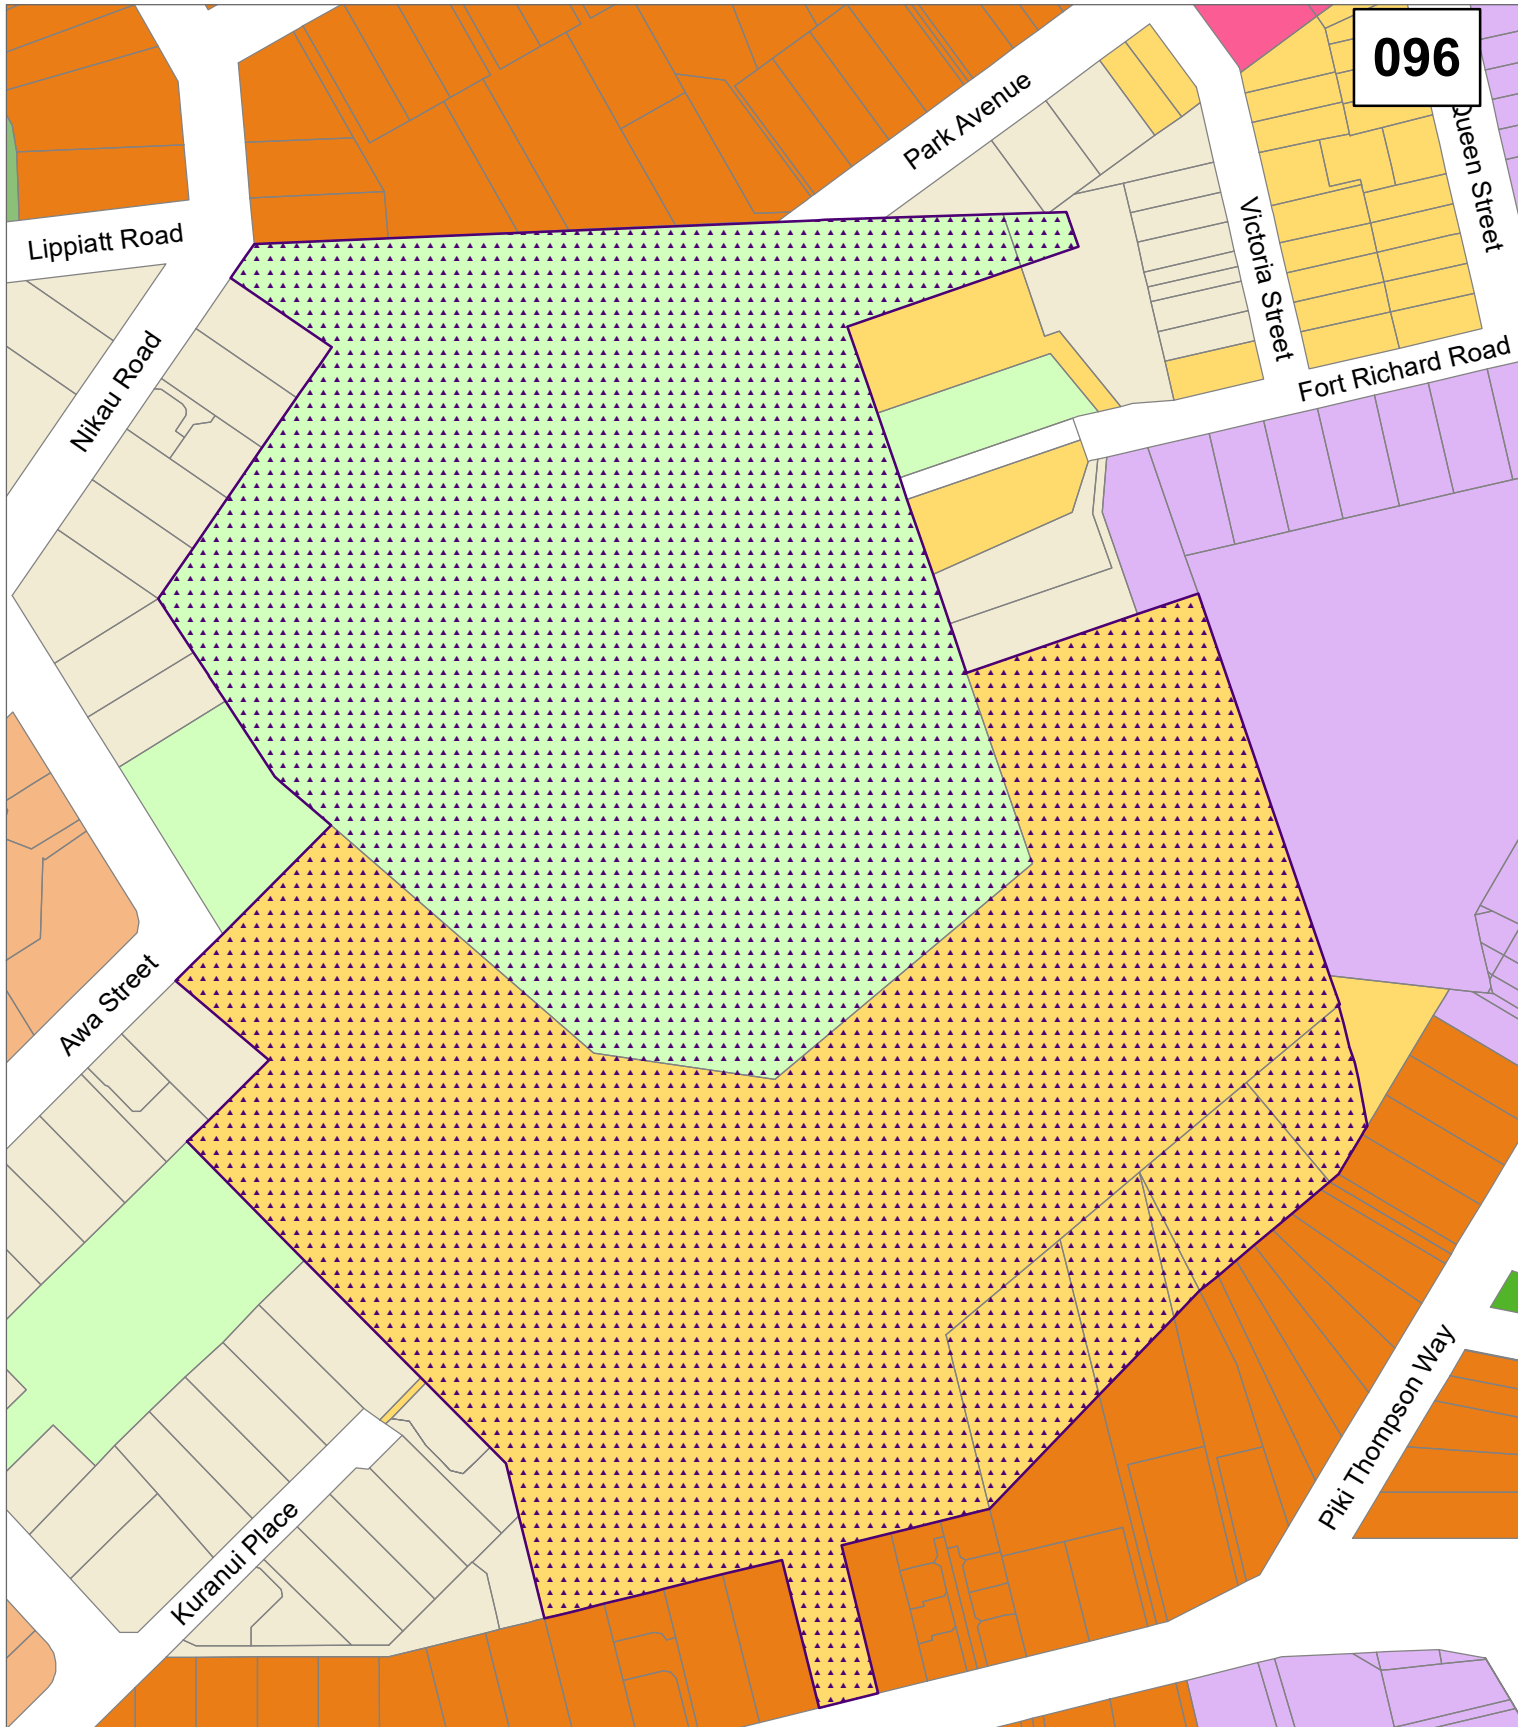 096
Park Avenue
Queen Street
Lippiatt Road
Victoria Street
Fort Richard Road
Nikau Road
Awa Street
Piki Thompson Way
Kuranui Place